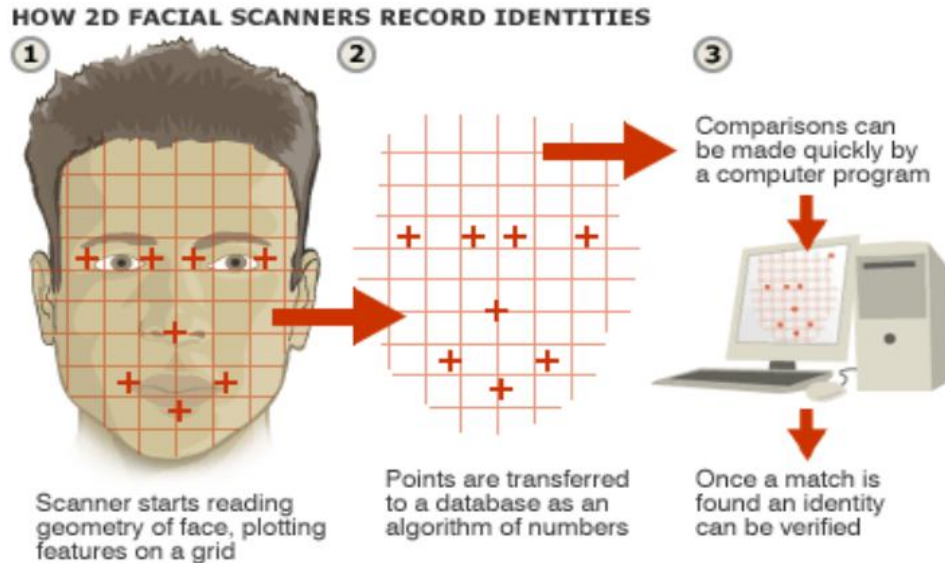 HOW 2D FACIAL SCANNERS RECORD IDENTITIES
1
Scanner starts reading
geometry of face, plotting
features on a grid
2
Points are transferred
to a database as an
algorithm of numbers
3
Comparisons can
be made quickly by
a computer program
Once a match is
found an identity
can be verified